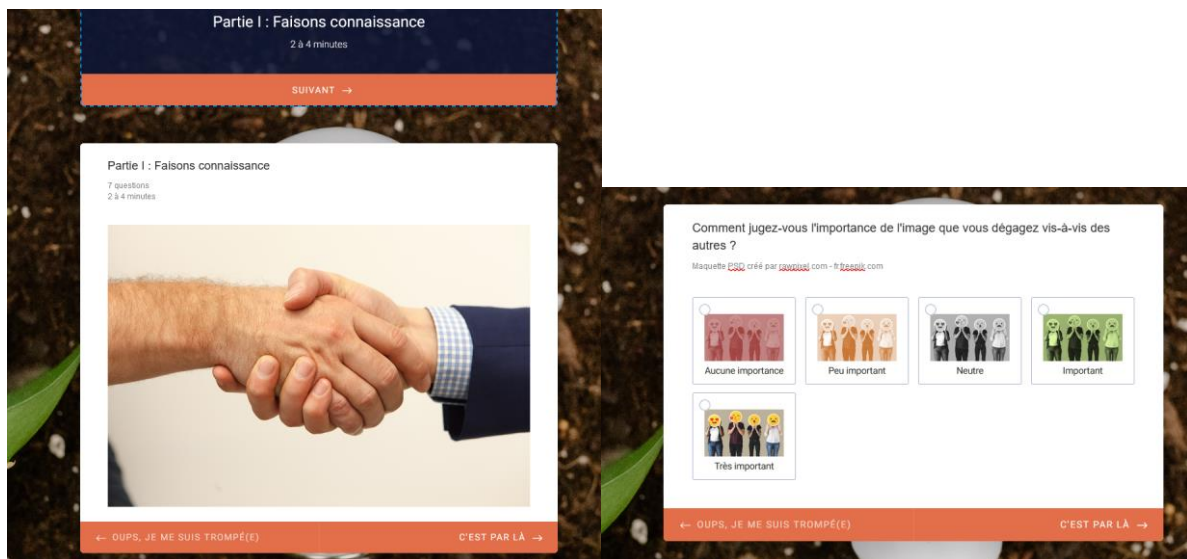 Partie I : Faisons connaissance
2 à 4 minutes
SUIVANT →
Partie I : Faisons connaissance
7 questions
2 à 4 minutes
← OUPS, JE ME SUIS TROMPÉ(E)
C'EST PAR LÀ →
Comment jugez-vous l'importance de l'image que vous dégagez vis-à-vis des
autres ?
Maquette PSD créé par rawpixel.com - fr.freepik.com
Aucune importance
Peu important
Neutre
Important
Très important
← OUPS, JE ME SUIS TROMPÉ(E)
C'EST PAR LÀ →